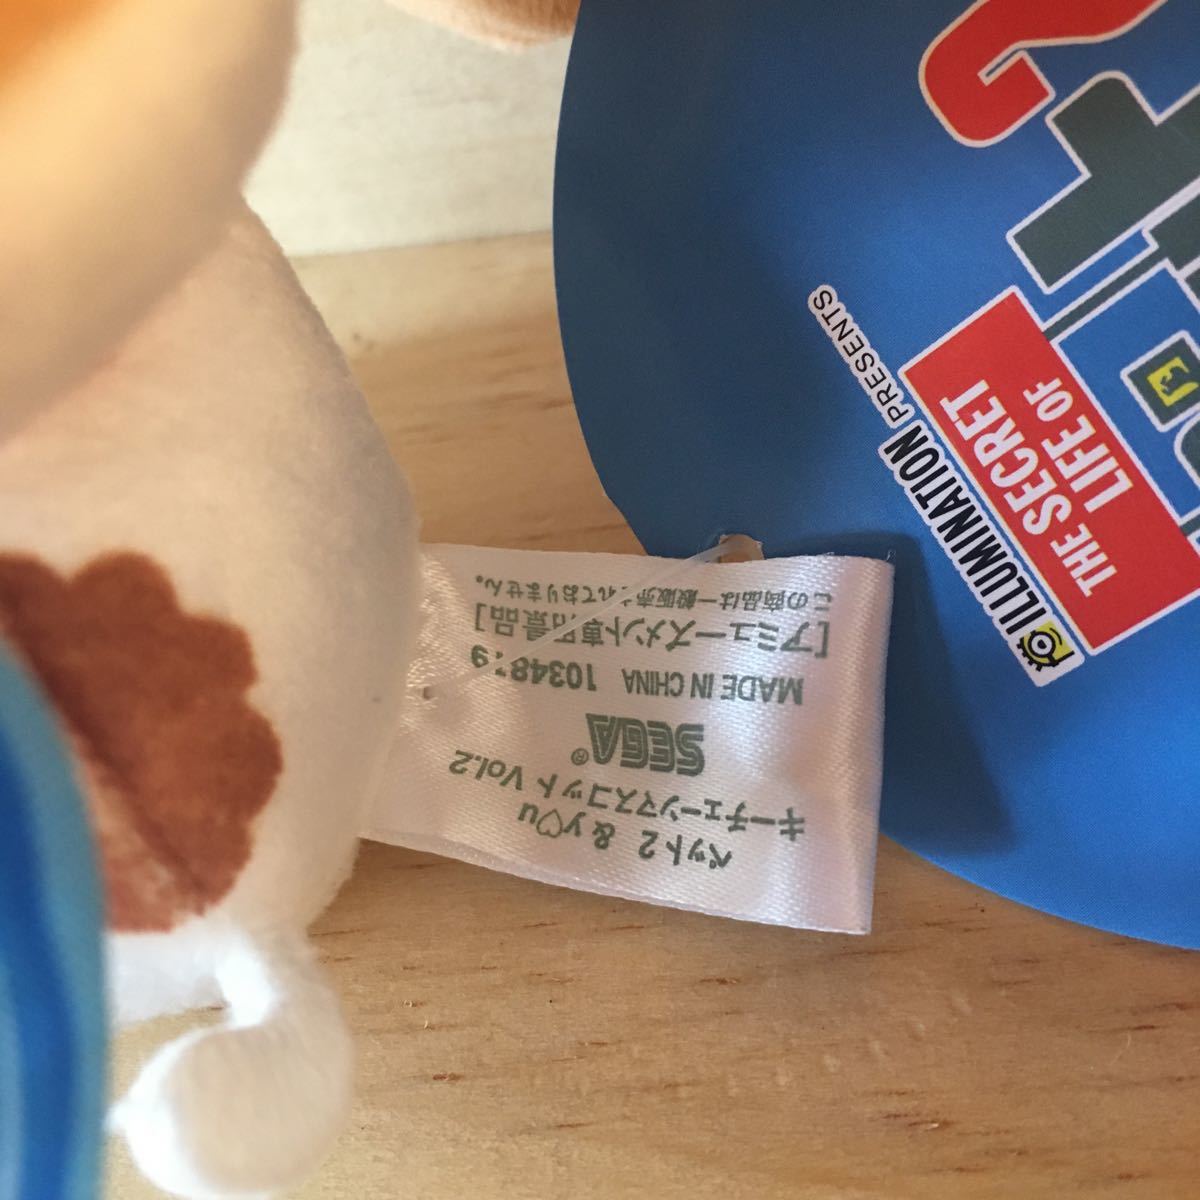 ペット2 & y♡u
キーチェーンマスコット Vol.2
SEGA®
MADE IN CHINA 1034819
[アミューズメント専用景品]
この商品は一般販売されておりません。
ILLUMINATION PRESENTS
THE SECRET
LIFE OF